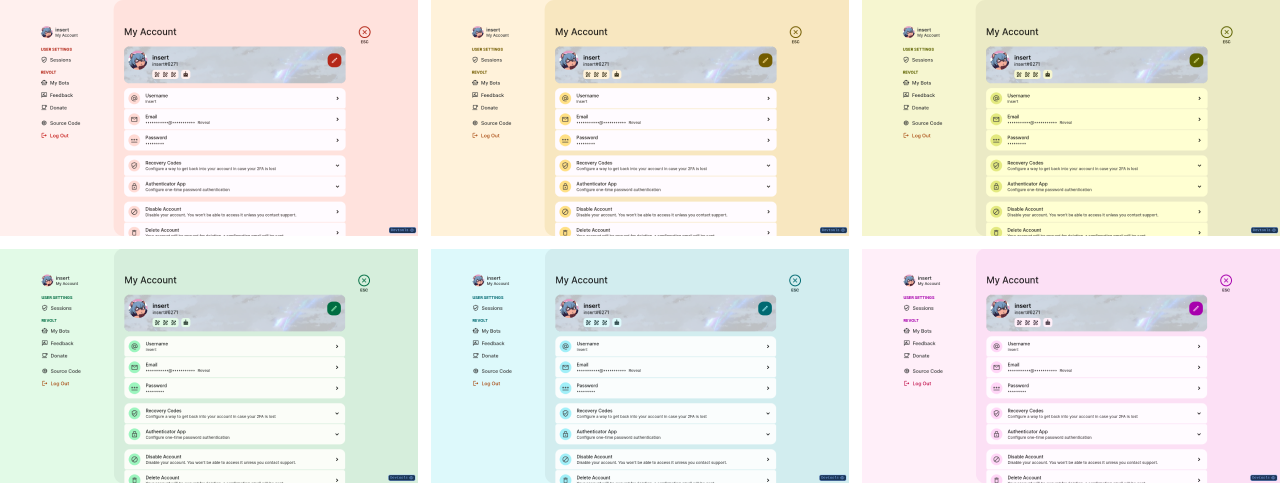 insert
My Account
USER SETTINGS
Sessions
REVOLT
My Bots
Feedback
Donate
Source Code
Log Out
My Account
ESC
insert
insert#6271
Username
insert
Email
•••••••••••@••••••••••• Reveal
Password
•••••••••
Recovery Codes
Configure a way to get back into your account in case your 2FA is lost
Authenticator App
Configure one-time password authentication
Disable Account
Disable your account. You won't be able to access it unless you contact support.
Delete Account
insert
My Account
USER SETTINGS
Sessions
REVOLT
My Bots
Feedback
Donate
Source Code
Log Out
My Account
ESC
insert
insert#6271
Username
insert
Email
•••••••••••@••••••••••• Reveal
Password
•••••••••
Recovery Codes
Configure a way to get back into your account in case your 2FA is lost
Authenticator App
Configure one-time password authentication
Disable Account
Disable your account. You won't be able to access it unless you contact support.
Delete Account
insert
My Account
USER SETTINGS
Sessions
REVOLT
My Bots
Feedback
Donate
Source Code
Log Out
My Account
ESC
insert
insert#6271
Username
insert
Email
•••••••••••@••••••••••• Reveal
Password
•••••••••
Recovery Codes
Configure a way to get back into your account in case your 2FA is lost
Authenticator App
Configure one-time password authentication
Disable Account
Disable your account. You won't be able to access it unless you contact support.
Delete Account
insert
My Account
USER SETTINGS
Sessions
REVOLT
My Bots
Feedback
Donate
Source Code
Log Out
My Account
ESC
insert
insert#6271
Username
insert
Email
•••••••••••@••••••••••• Reveal
Password
•••••••••
Recovery Codes
Configure a way to get back into your account in case your 2FA is lost
Authenticator App
Configure one-time password authentication
Disable Account
Disable your account. You won't be able to access it unless you contact support.
Delete Account
insert
My Account
USER SETTINGS
Sessions
REVOLT
My Bots
Feedback
Donate
Source Code
Log Out
My Account
ESC
insert
insert#6271
Username
insert
Email
•••••••••••@••••••••••• Reveal
Password
•••••••••
Recovery Codes
Configure a way to get back into your account in case your 2FA is lost
Authenticator App
Configure one-time password authentication
Disable Account
Disable your account. You won't be able to access it unless you contact support.
Delete Account
insert
My Account
USER SETTINGS
Sessions
REVOLT
My Bots
Feedback
Donate
Source Code
Log Out
My Account
ESC
insert
insert#6271
Username
insert
Email
•••••••••••@••••••••••• Reveal
Password
•••••••••
Recovery Codes
Configure a way to get back into your account in case your 2FA is lost
Authenticator App
Configure one-time password authentication
Disable Account
Disable your account. You won't be able to access it unless you contact support.
Delete Account